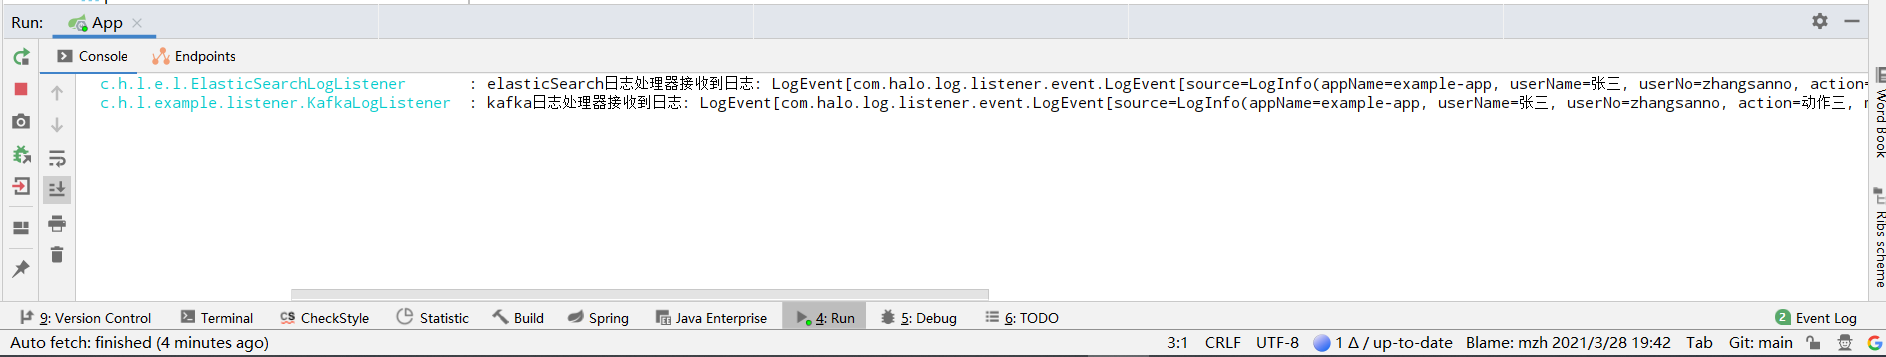 Run: App
Console Endpoints
c.h.l.e.l.ElasticSearchLogListener : elasticSearch日志处理器接收到日志: LogEvent[com.halo.log.listener.event.LogEvent[source=LogInfo(appName=example-app, userName=张三, userNo=zhangsanno, action=
c.h.l.example.listener.KafkaLogListener : kafka日志处理器接收到日志: LogEvent[com.halo.log.listener.event.LogEvent[source=LogInfo(appName=example-app, userName=张三, userNo=zhangsanno, action=动作三,
Word Book
Ribs scheme
9: Version Control Terminal CS CheckStyle Statistic Build Spring Java Enterprise 4: Run 5: Debug 6: TODO 2 Event Log
Auto fetch: finished (4 minutes ago) 3:1 CRLF UTF-8 1 Δ / up-to-date Blame: mzh 2021/3/28 19:42 Tab Git: main G